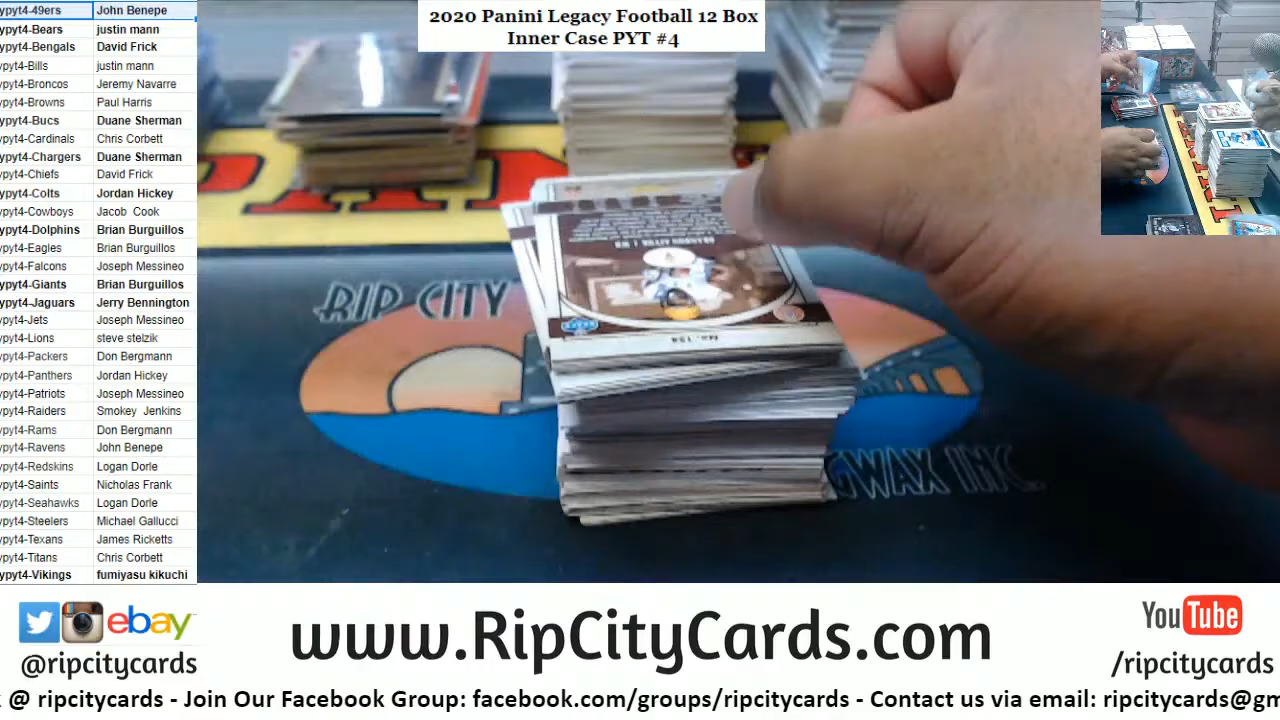 2020 Panini Legacy Football 12 Box
Inner Case PYT #4
ypyt4-49ers John Benepe
ypyt4-Bears justin mann
ypyt4-Bengals David Frick
ypyt4-Bills justin mann
ypyt4-Broncos Jeremy Navarre
ypyt4-Browns Paul Harris
ypyt4-Bucs Duane Sherman
ypyt4-Cardinals Chris Corbett
ypyt4-Chargers Duane Sherman
ypyt4-Chiefs David Frick
ypyt4-Colts Jordan Hickey
ypyt4-Cowboys Jacob Cook
ypyt4-Dolphins Brian Burguillos
ypyt4-Eagles Brian Burguillos
ypyt4-Falcons Joseph Messineo
ypyt4-Giants Brian Burguillos
ypyt4-Jaguars Jerry Bennington
ypyt4-Jets Joseph Messineo
ypyt4-Lions steve stelzik
ypyt4-Packers Don Bergmann
ypyt4-Panthers Jordan Hickey
ypyt4-Patriots Joseph Messineo
ypyt4-Raiders Smokey Jenkins
ypyt4-Rams Don Bergmann
ypyt4-Ravens John Benepe
ypyt4-Redskins Logan Dorle
ypyt4-Saints Nicholas Frank
ypyt4-Seahawks Logan Dorle
ypyt4-Steelers Michael Gallucci
ypyt4-Texans James Ricketts
ypyt4-Titans Chris Corbett
ypyt4-Vikings fumiyasu kikuchi
RIP CITY
GWAX INC.
BRANDON AIYUK | WR
No. 154
ebay
@ripcitycards
www.RipCityCards.com
YouTube
/ripcitycards
@ ripcitycards - Join Our Facebook Group: facebook.com/groups/ripcitycards - Contact us via email: ripcitycards@gm